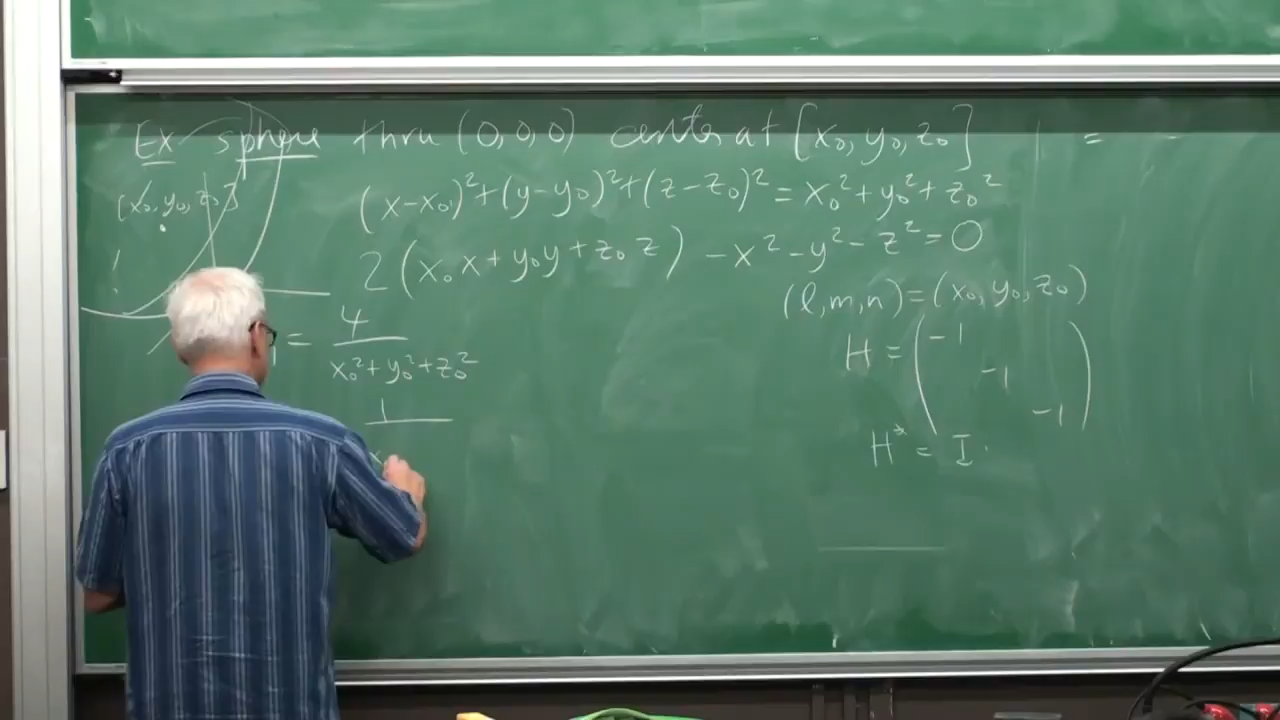 Ex sphere thru (0,0,0) center at [x₀, y₀, z₀]
[x₀, y₀, z₀]
(x-x₀)²+(y-y₀)²+(z-z₀)²=x₀²+y₀²+z₀²
2(x₀x+y₀y+z₀z)-x²-y²-z²=0
(l,m,n)=(x₀,y₀,z₀)
= 4 / x₀²+y₀²+z₀²
H = (-1 -1 -1)
1
H* = I.